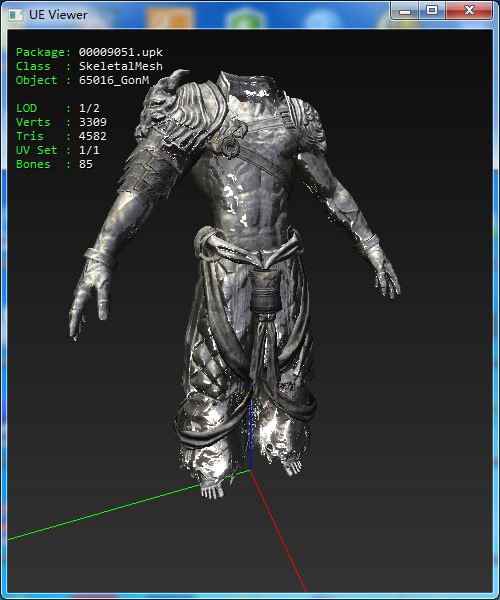 UE Viewer
Package: 00009051.upk
Class : SkeletalMesh
Object : 65016_GonM
LOD : 1/2
Verts : 3309
Tris : 4582
UV Set : 1/1
Bones : 85